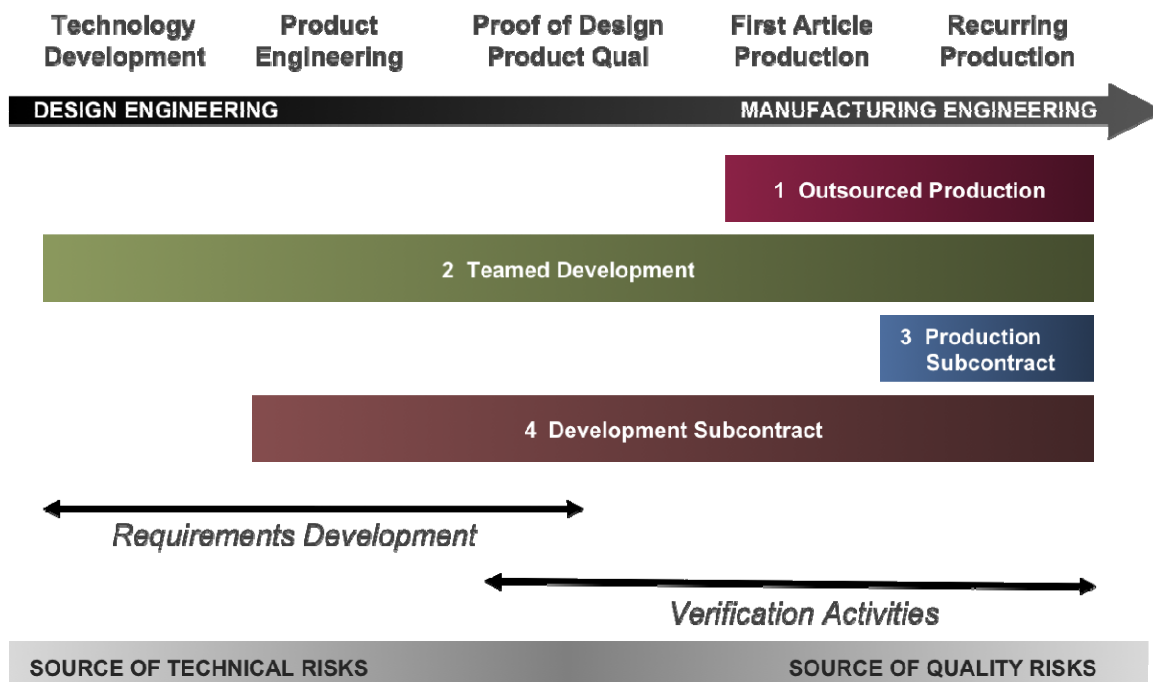 Technology Development
Product Engineering
Proof of Design Product Qual
First Article Production
Recurring Production
DESIGN ENGINEERING
MANUFACTURING ENGINEERING
1 Outsourced Production
2 Teamed Development
3 Production
Subcontract
4 Development Subcontract
Requirements Development
Verification Activities
SOURCE OF TECHNICAL RISKS
SOURCE OF QUALITY RISKS